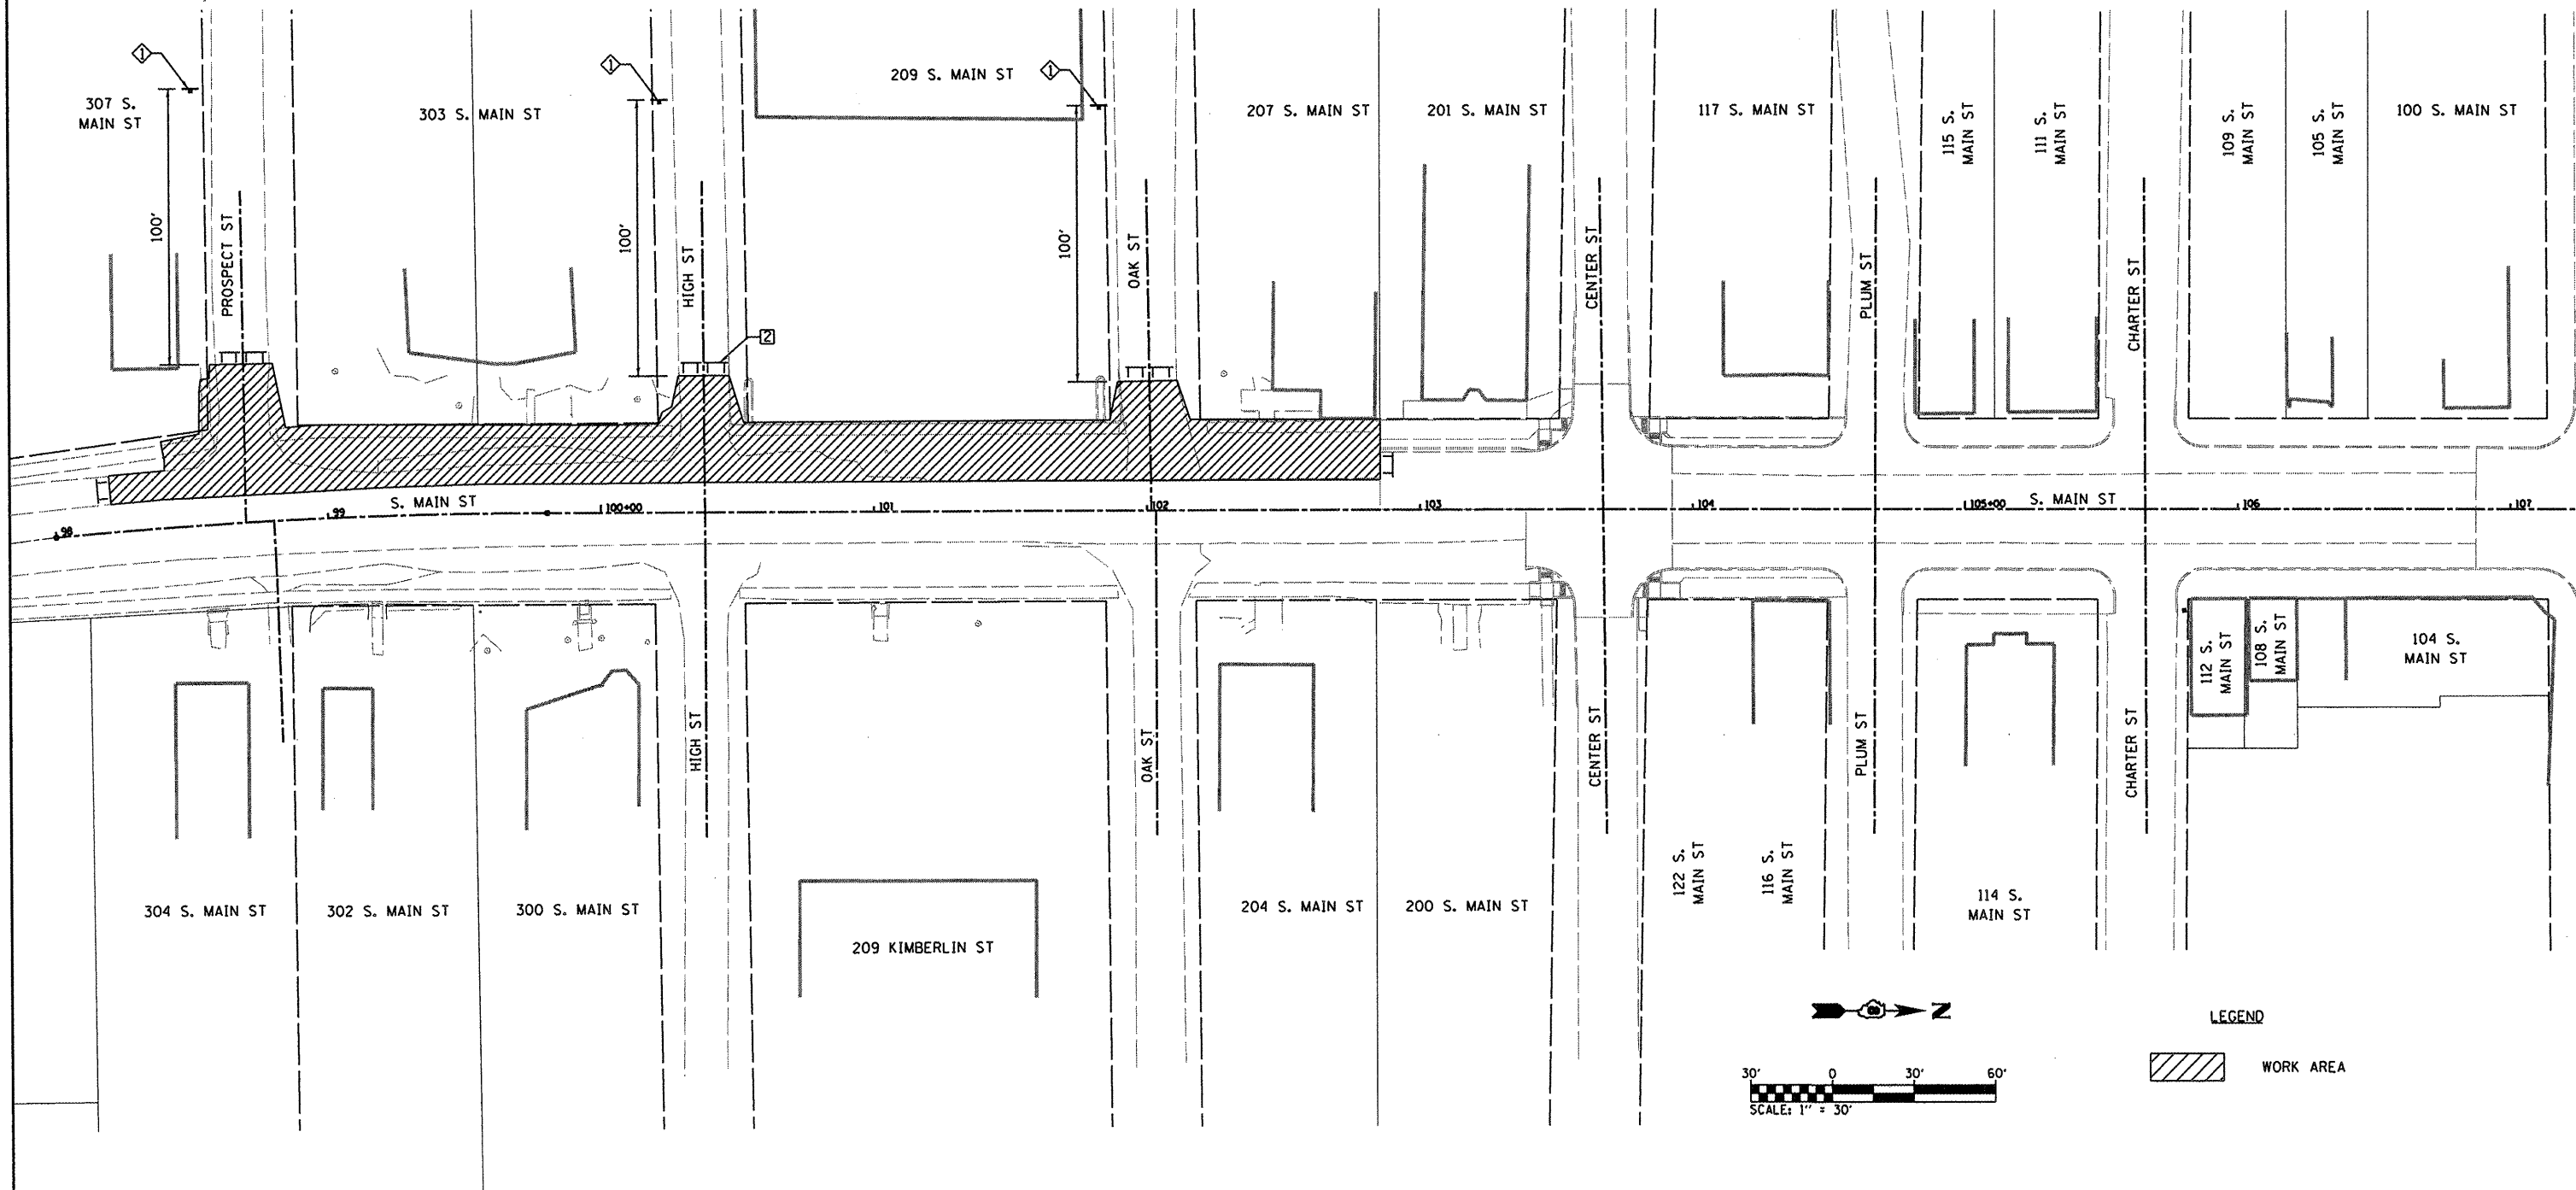 1
1
1
307 S.
MAIN ST
303 S. MAIN ST
209 S. MAIN ST
207 S. MAIN ST
201 S. MAIN ST
117 S. MAIN ST
115 S.
MAIN ST
111 S.
MAIN ST
109 S.
MAIN ST
105 S.
MAIN ST
100 S. MAIN ST
100'
100'
100'
PROSPECT ST
HIGH ST
OAK ST
CENTER ST
PLUM ST
CHARTER ST
2
S. MAIN ST
S. MAIN ST
98
99
100+00
101
102
103
104
105+00
106
107
112 S.
MAIN ST
108 S.
MAIN ST
104 S.
MAIN ST
HIGH ST
OAK ST
CENTER ST
PLUM ST
CHARTER ST
304 S. MAIN ST
302 S. MAIN ST
300 S. MAIN ST
209 KIMBERLIN ST
204 S. MAIN ST
200 S. MAIN ST
122 S.
MAIN ST
116 S.
MAIN ST
114 S.
MAIN ST
N
LEGEND
WORK AREA
30' 0 30' 60'
SCALE: 1" = 30'